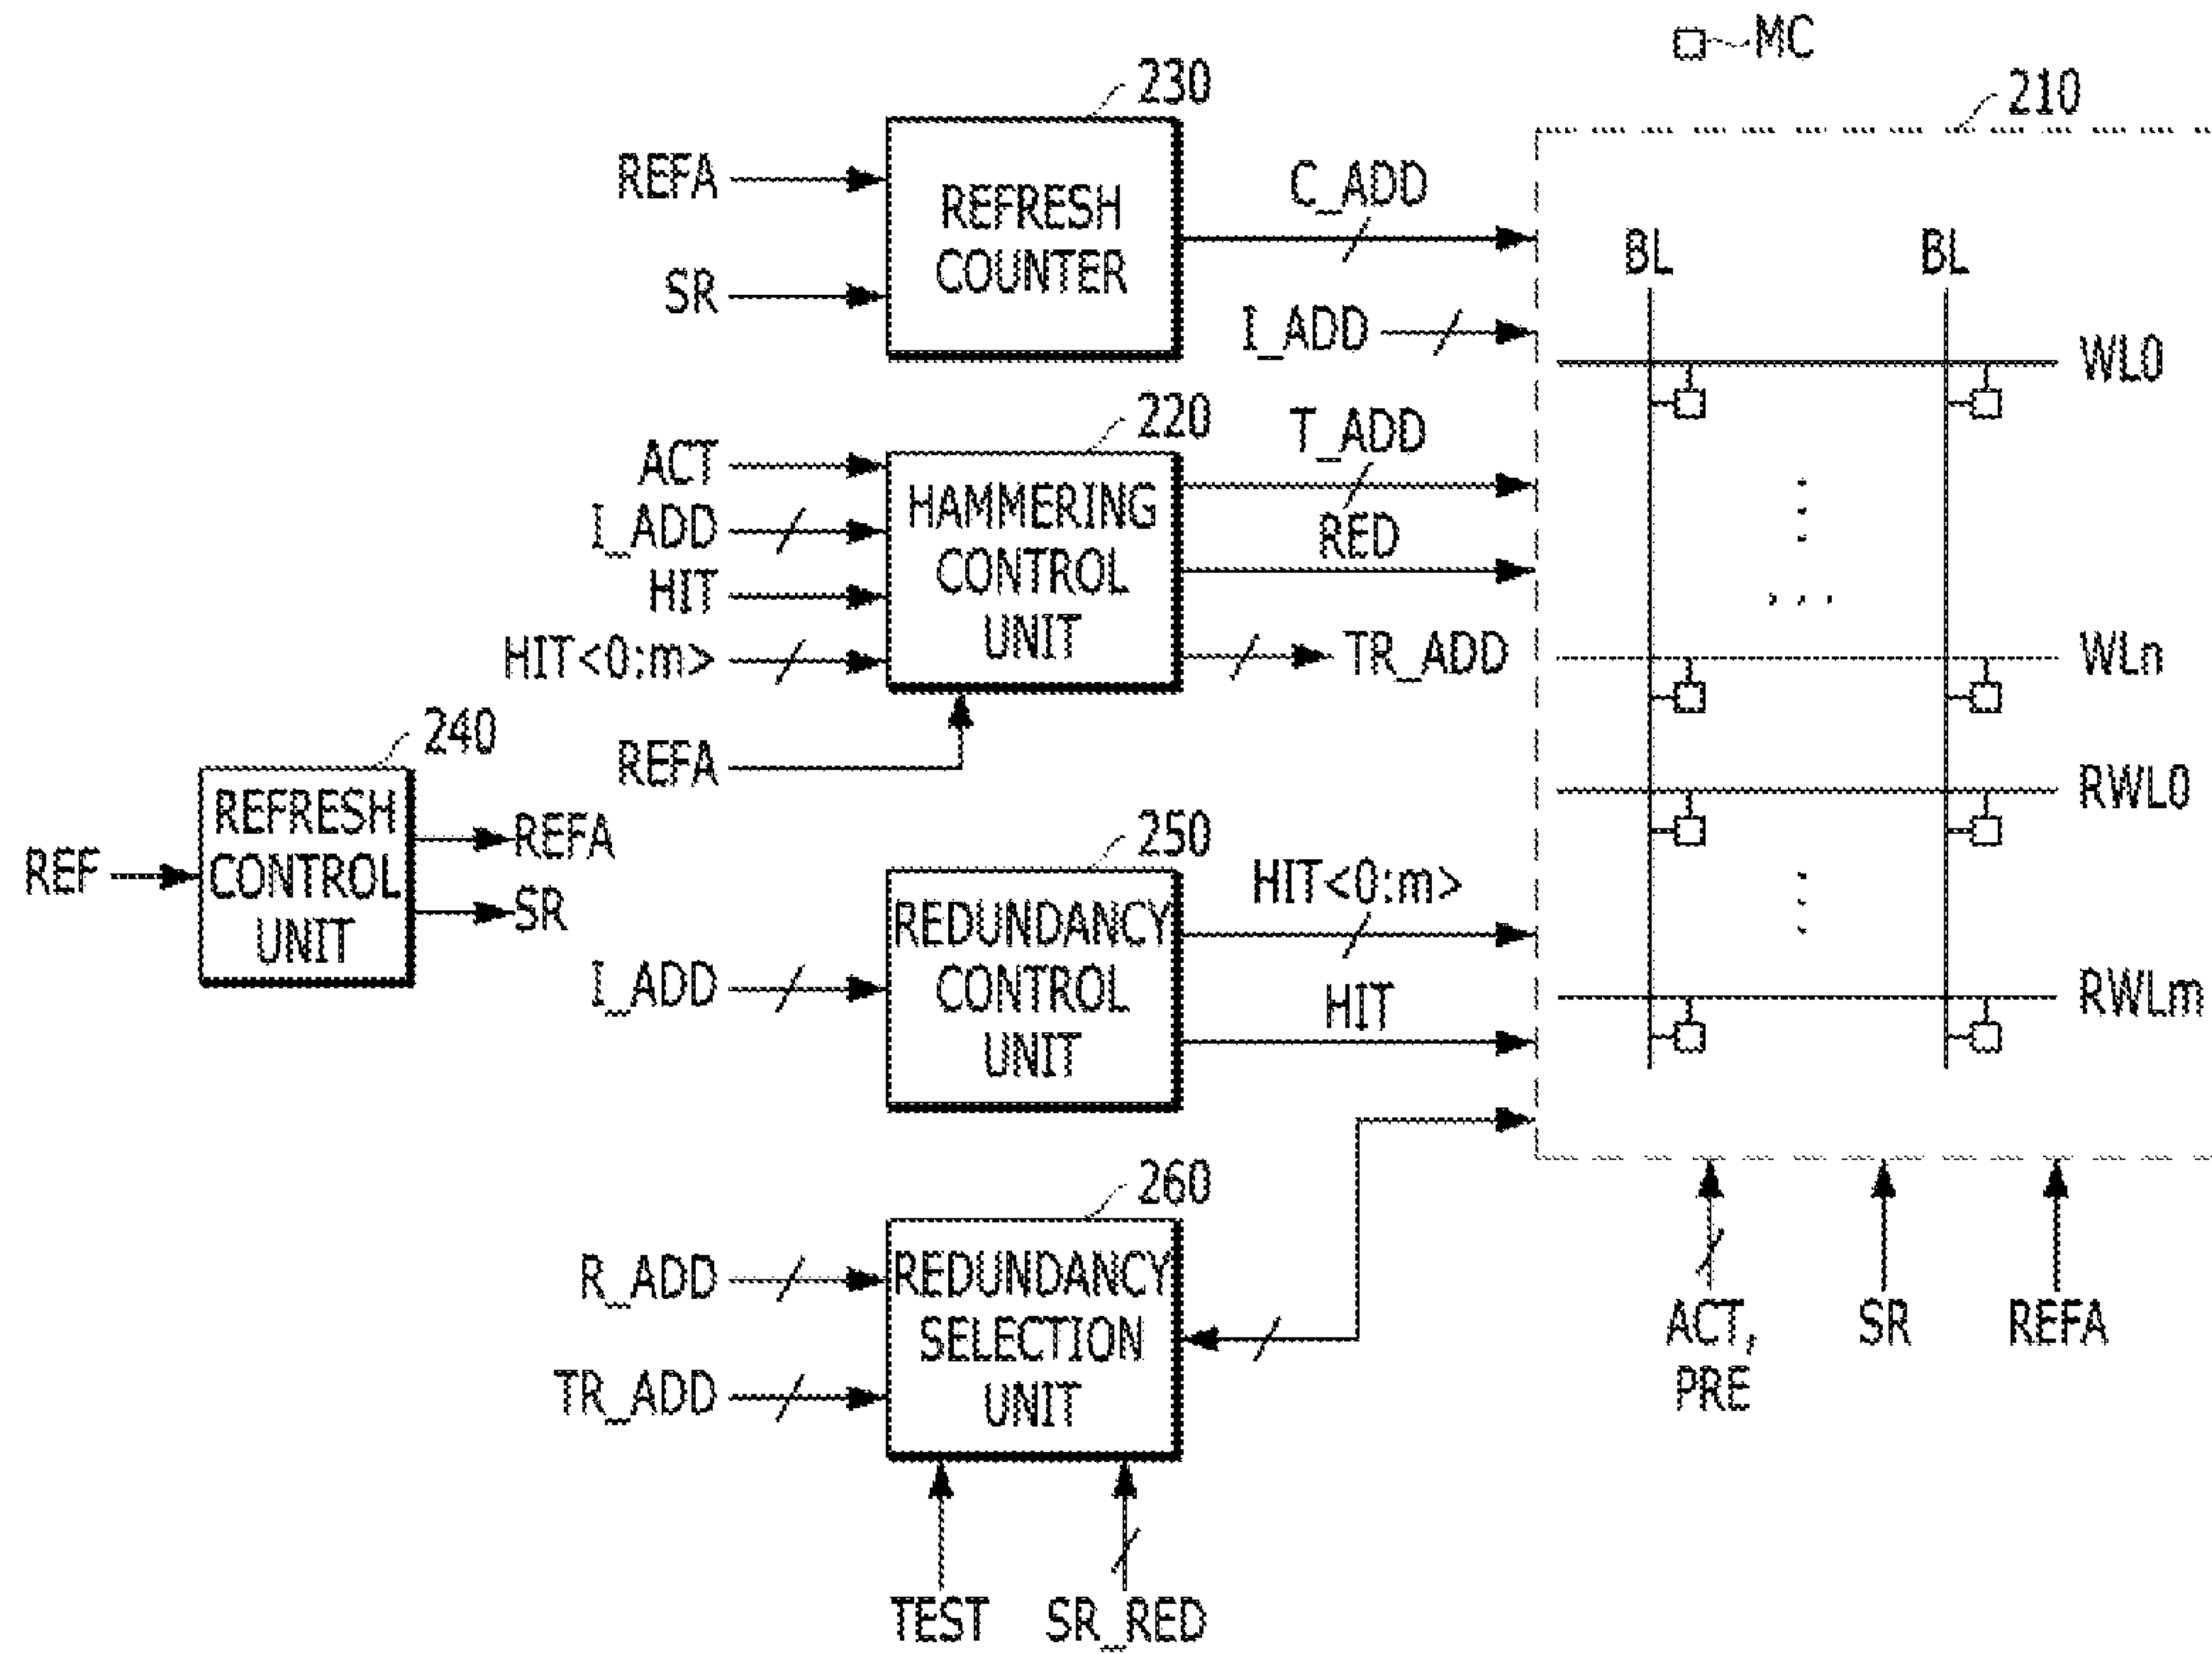 MC
230
210
REFA
REFRESH
COUNTER
SR
C_ADD
I_ADD
BL
BL
WL0
220
ACT
I_ADD
HIT
HIT<0:m>
HAMMERING
CONTROL
UNIT
T_ADD
RED
TR_ADD
WLn
REFA
240
REF
REFRESH
CONTROL
UNIT
REFA
SR
RWL0
250
I_ADD
REDUNDANCY
CONTROL
UNIT
HIT<0:m>
HIT
RWLm
260
R_ADD
TR_ADD
REDUNDANCY
SELECTION
UNIT
ACT,
PRE
SR
REFA
TEST
SR_RED